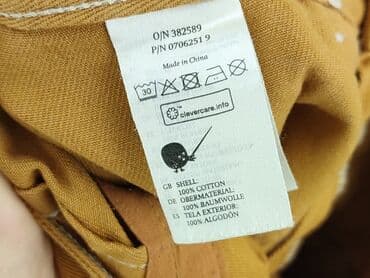 O/N 382589
P/N 0706251 9
Made in China
30
clevercare.info
GB SHELL:
100% COTTON
DE OBERMATERIAL:
100% BAUMWOLLE
ES TELA EXTERIOR:
100% ALGODÓN